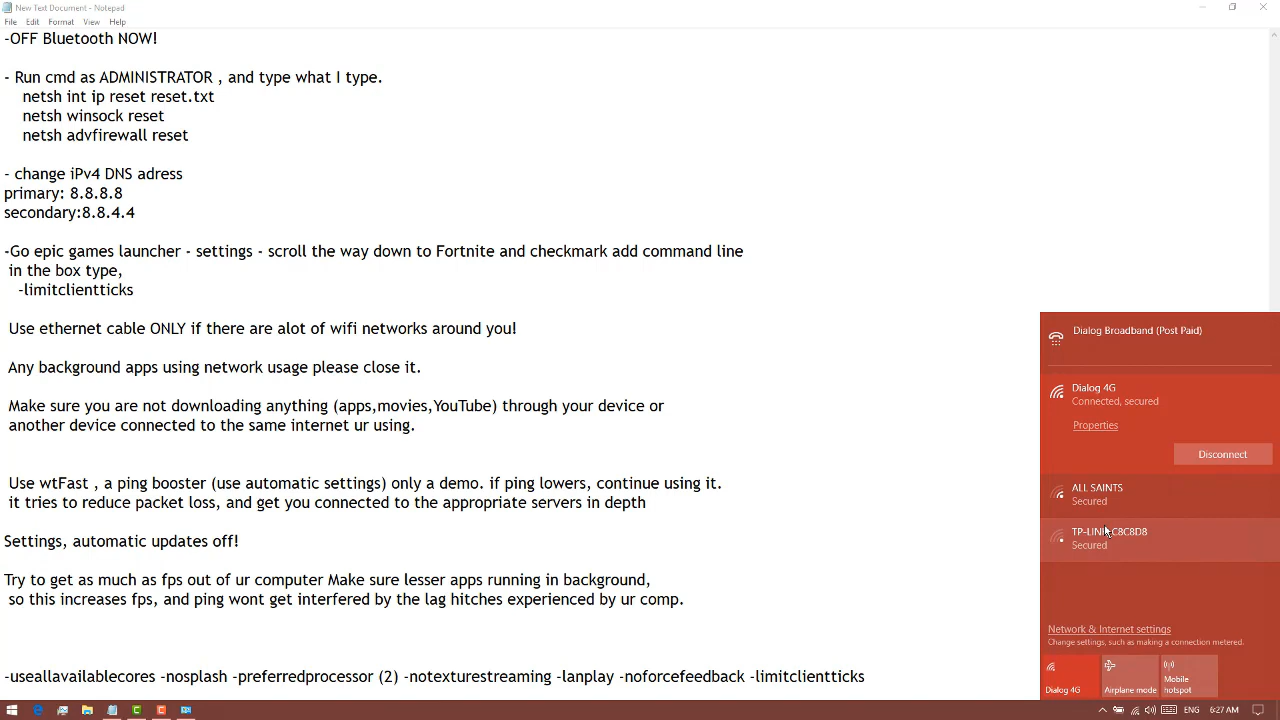 New Text Document - Notepad
File Edit Format View Help
-OFF Bluetooth NOW!
- Run cmd as ADMINISTRATOR , and type what I type.
netsh int ip reset reset.txt
netsh winsock reset
netsh advfirewall reset
- change iPv4 DNS adress
primary: 8.8.8.8
secondary:8.8.4.4
-Go epic games launcher - settings - scroll the way down to Fortnite and checkmark add command line
in the box type,
-limitclientticks
Use ethernet cable ONLY if there are alot of wifi networks around you!
Any background apps using network usage please close it.
Make sure you are not downloading anything (apps,movies,YouTube) through your device or
another device connected to the same internet ur using.
Use wtFast , a ping booster (use automatic settings) only a demo. if ping lowers, continue using it.
it tries to reduce packet loss, and get you connected to the appropriate servers in depth
Settings, automatic updates off!
Try to get as much as fps out of ur computer Make sure lesser apps running in background,
so this increases fps, and ping wont get interfered by the lag hitches experienced by ur comp.
-useallavailablecores -nosplash -preferredprocessor (2) -notexturestreaming -lanplay -noforcefeedback -limitclientticks
Dialog Broadband (Post Paid)
Dialog 4G
Connected, secured
Properties
Disconnect
ALL SAINTS
Secured
Secured
Network & Internet settings
Change settings, such as making a connection metered.
Dialog 4G
Airplane mode
Mobile
hotspot
ENG
6:27 AM